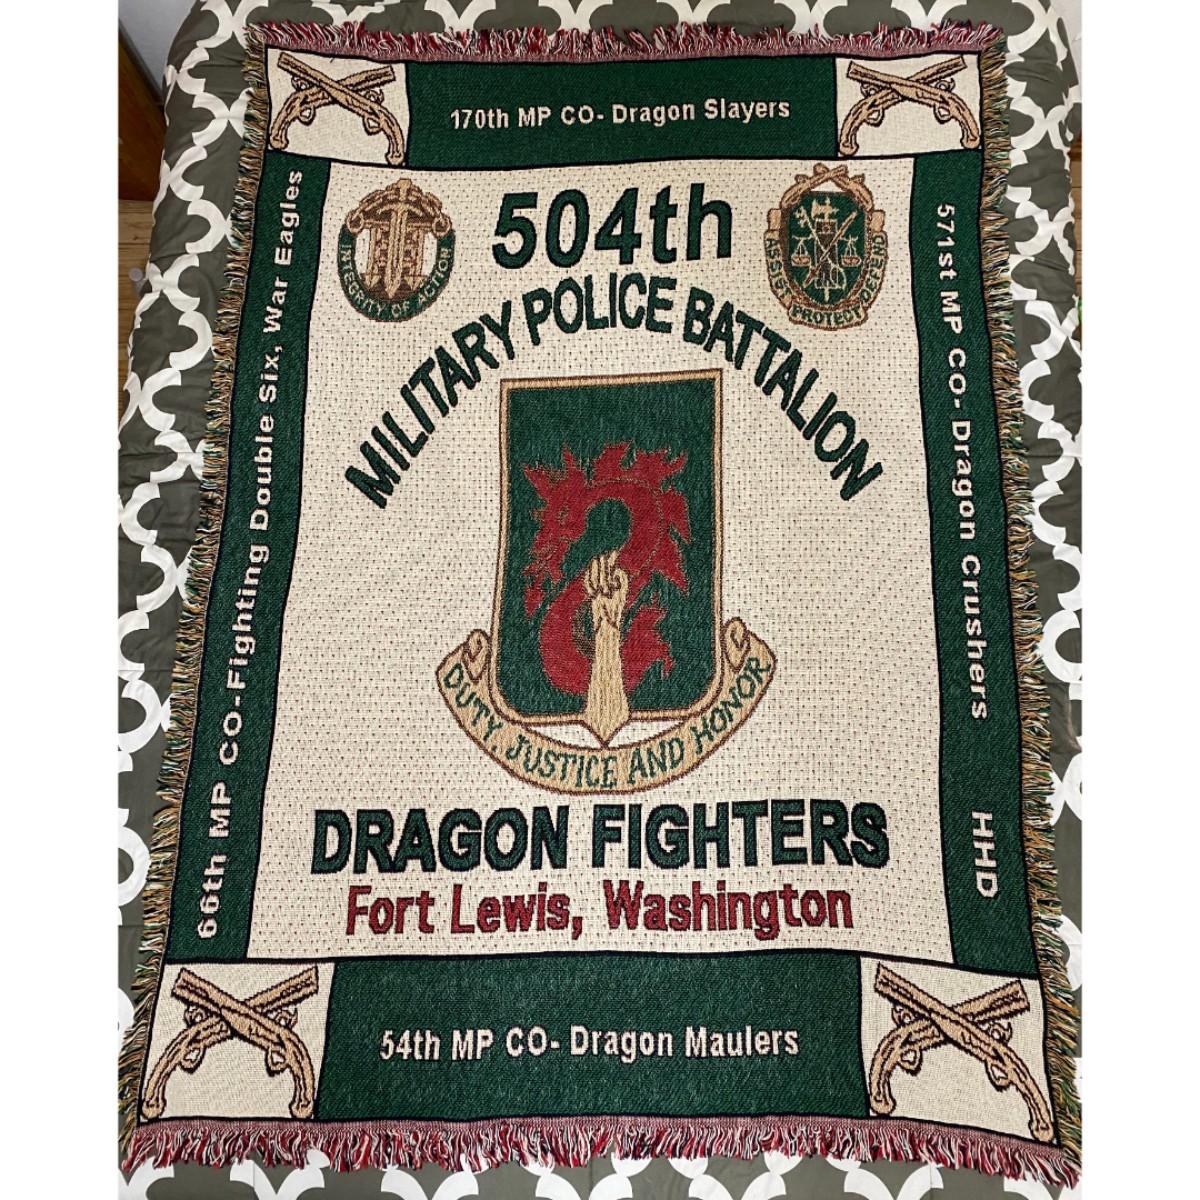 170th MP CO- Dragon Slayers
504th
MILITARY POLICE BATTALION
INTEGRITY OF ACTION
ASSIST PROTECT DEFEND
66th MP CO-Fighting Double Six, War Eagles
571st MP CO-Dragon Crushers
HHD
DUTY, JUSTICE AND HONOR
DRAGON FIGHTERS
Fort Lewis, Washington
54th MP CO- Dragon Maulers